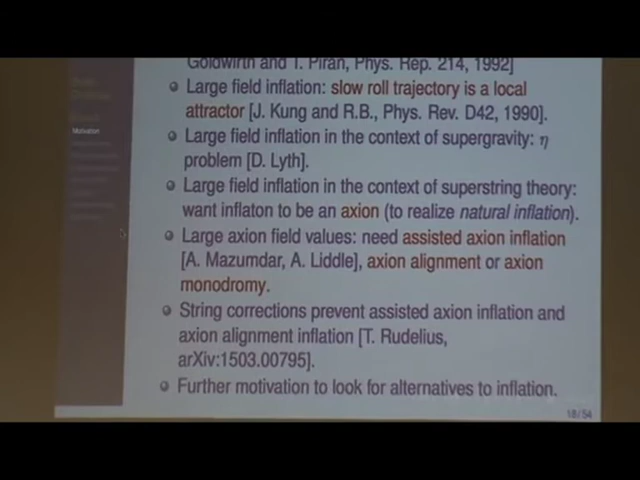 Goldwirth and T. Piran, Phys. Rep. 214, 1992]
Large field inflation: slow roll trajectory is a local
attractor [J. Kung and R.B., Phys. Rev. D42, 1990].
Large field inflation in the context of supergravity: η
problem [D. Lyth].
Large field inflation in the context of superstring theory:
want inflaton to be an axion (to realize natural inflation).
Large axion field values: need assisted axion inflation
[A. Mazumdar, A. Liddle], axion alignment or axion
monodromy.
String corrections prevent assisted axion inflation and
axion alignment inflation [T. Rudelius,
arXiv:1503.00795].
Further motivation to look for alternatives to inflation.
Motivation
18/54